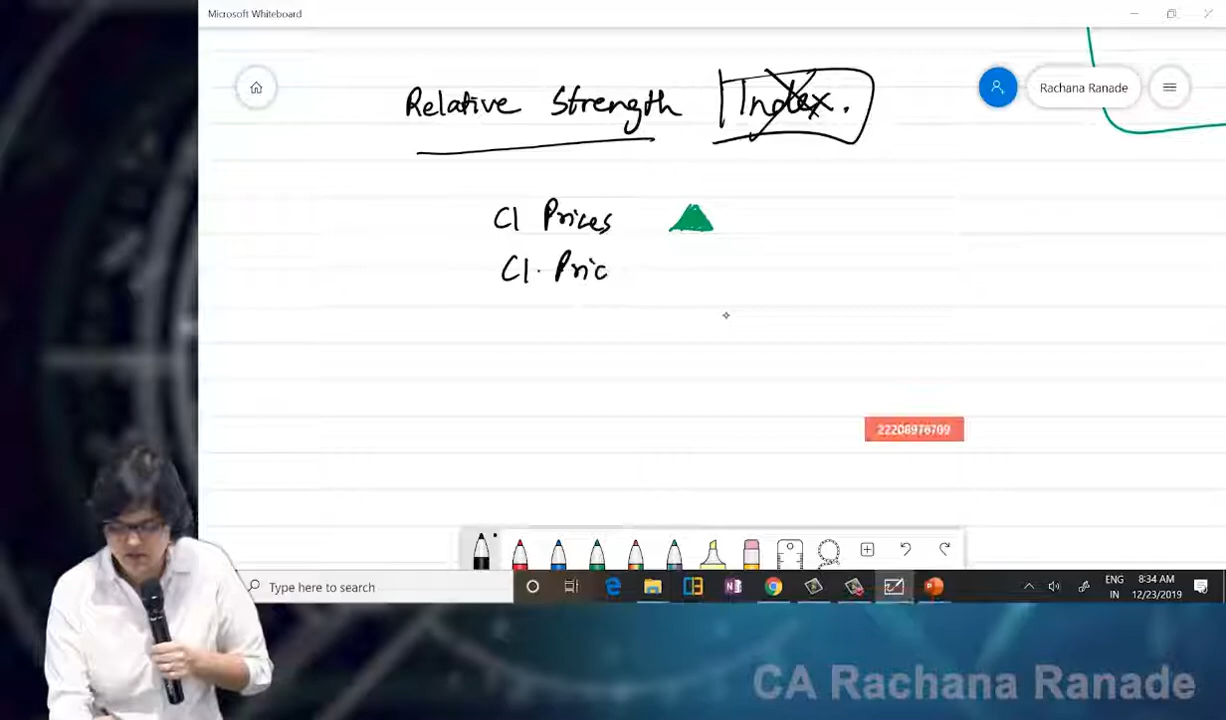 Microsoft Whiteboard
Relative Strength Index.
Rachana Ranade
Cl Prices
Cl. Pric
22208976709
Type here to search
ENG
IN
8:34 AM
12/23/2019
CA Rachana Ranade